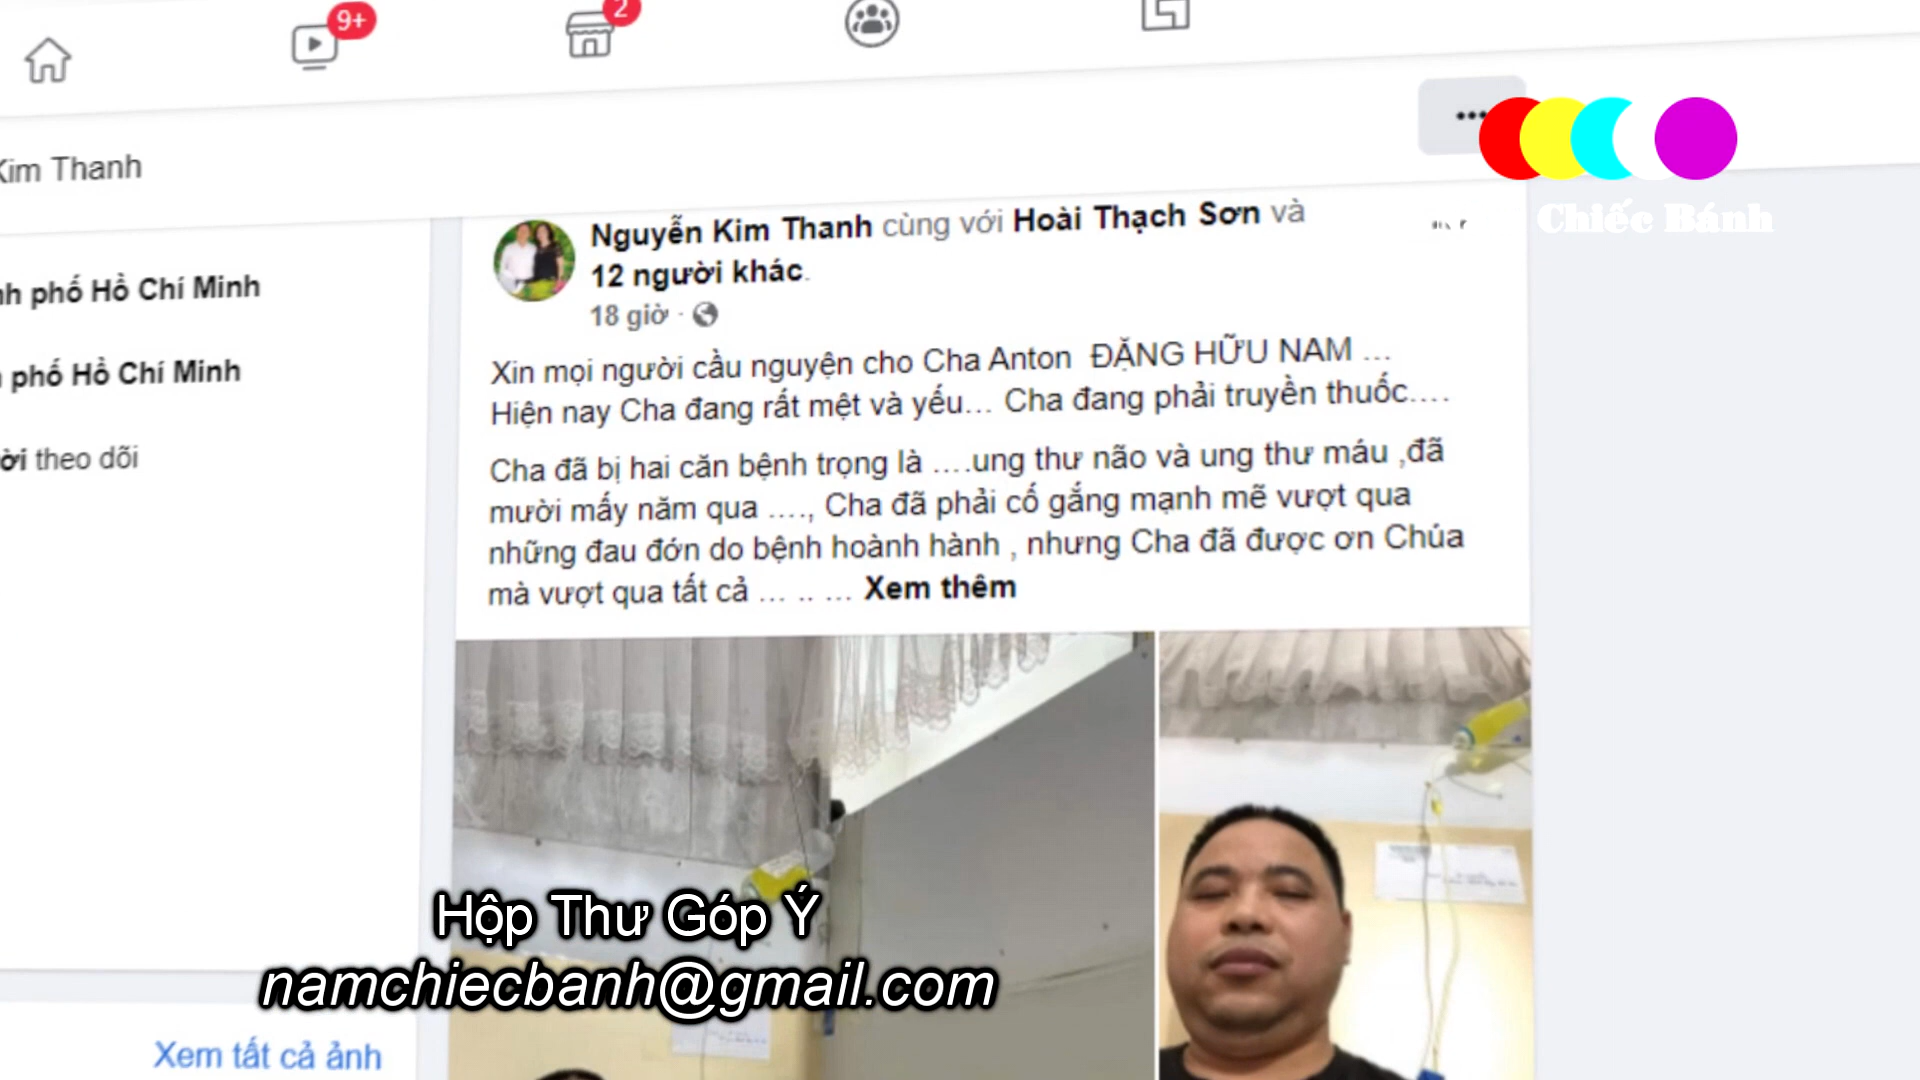 9+
2
Kim Thanh
Chiếc Bánh
Nguyễn Kim Thanh cùng với Hoài Thạch Sơn và
12 người khác.
18 giờ ·
nh phố Hồ Chí Minh
phố Hồ Chí Minh
ời theo dõi
Xin mọi người cầu nguyện cho Cha Anton ĐẶNG HỮU NAM ...
Hiện nay Cha đang rất mệt và yếu... Cha đang phải truyền thuốc....
Cha đã bị hai căn bệnh trọng là ....ung thư não và ung thư máu ,đã
mười mấy năm qua ...., Cha đã phải cố gắng mạnh mẽ vượt qua
những đau đớn do bệnh hoành hành , nhưng Cha đã được ơn Chúa
mà vượt qua tất cả ... .. ... Xem thêm
Hộp Thư Góp Ý
namchiecbanh@gmail.com
Xem tất cả ảnh